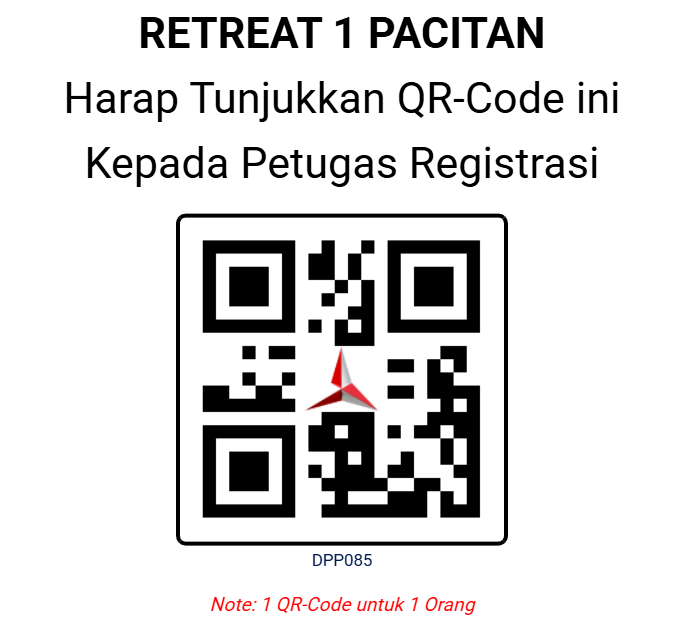 RETREAT 1 PACITAN
Harap Tunjukkan QR-Code ini
Kepada Petugas Registrasi
DPP085
Note: 1 QR-Code untuk 1 Orang